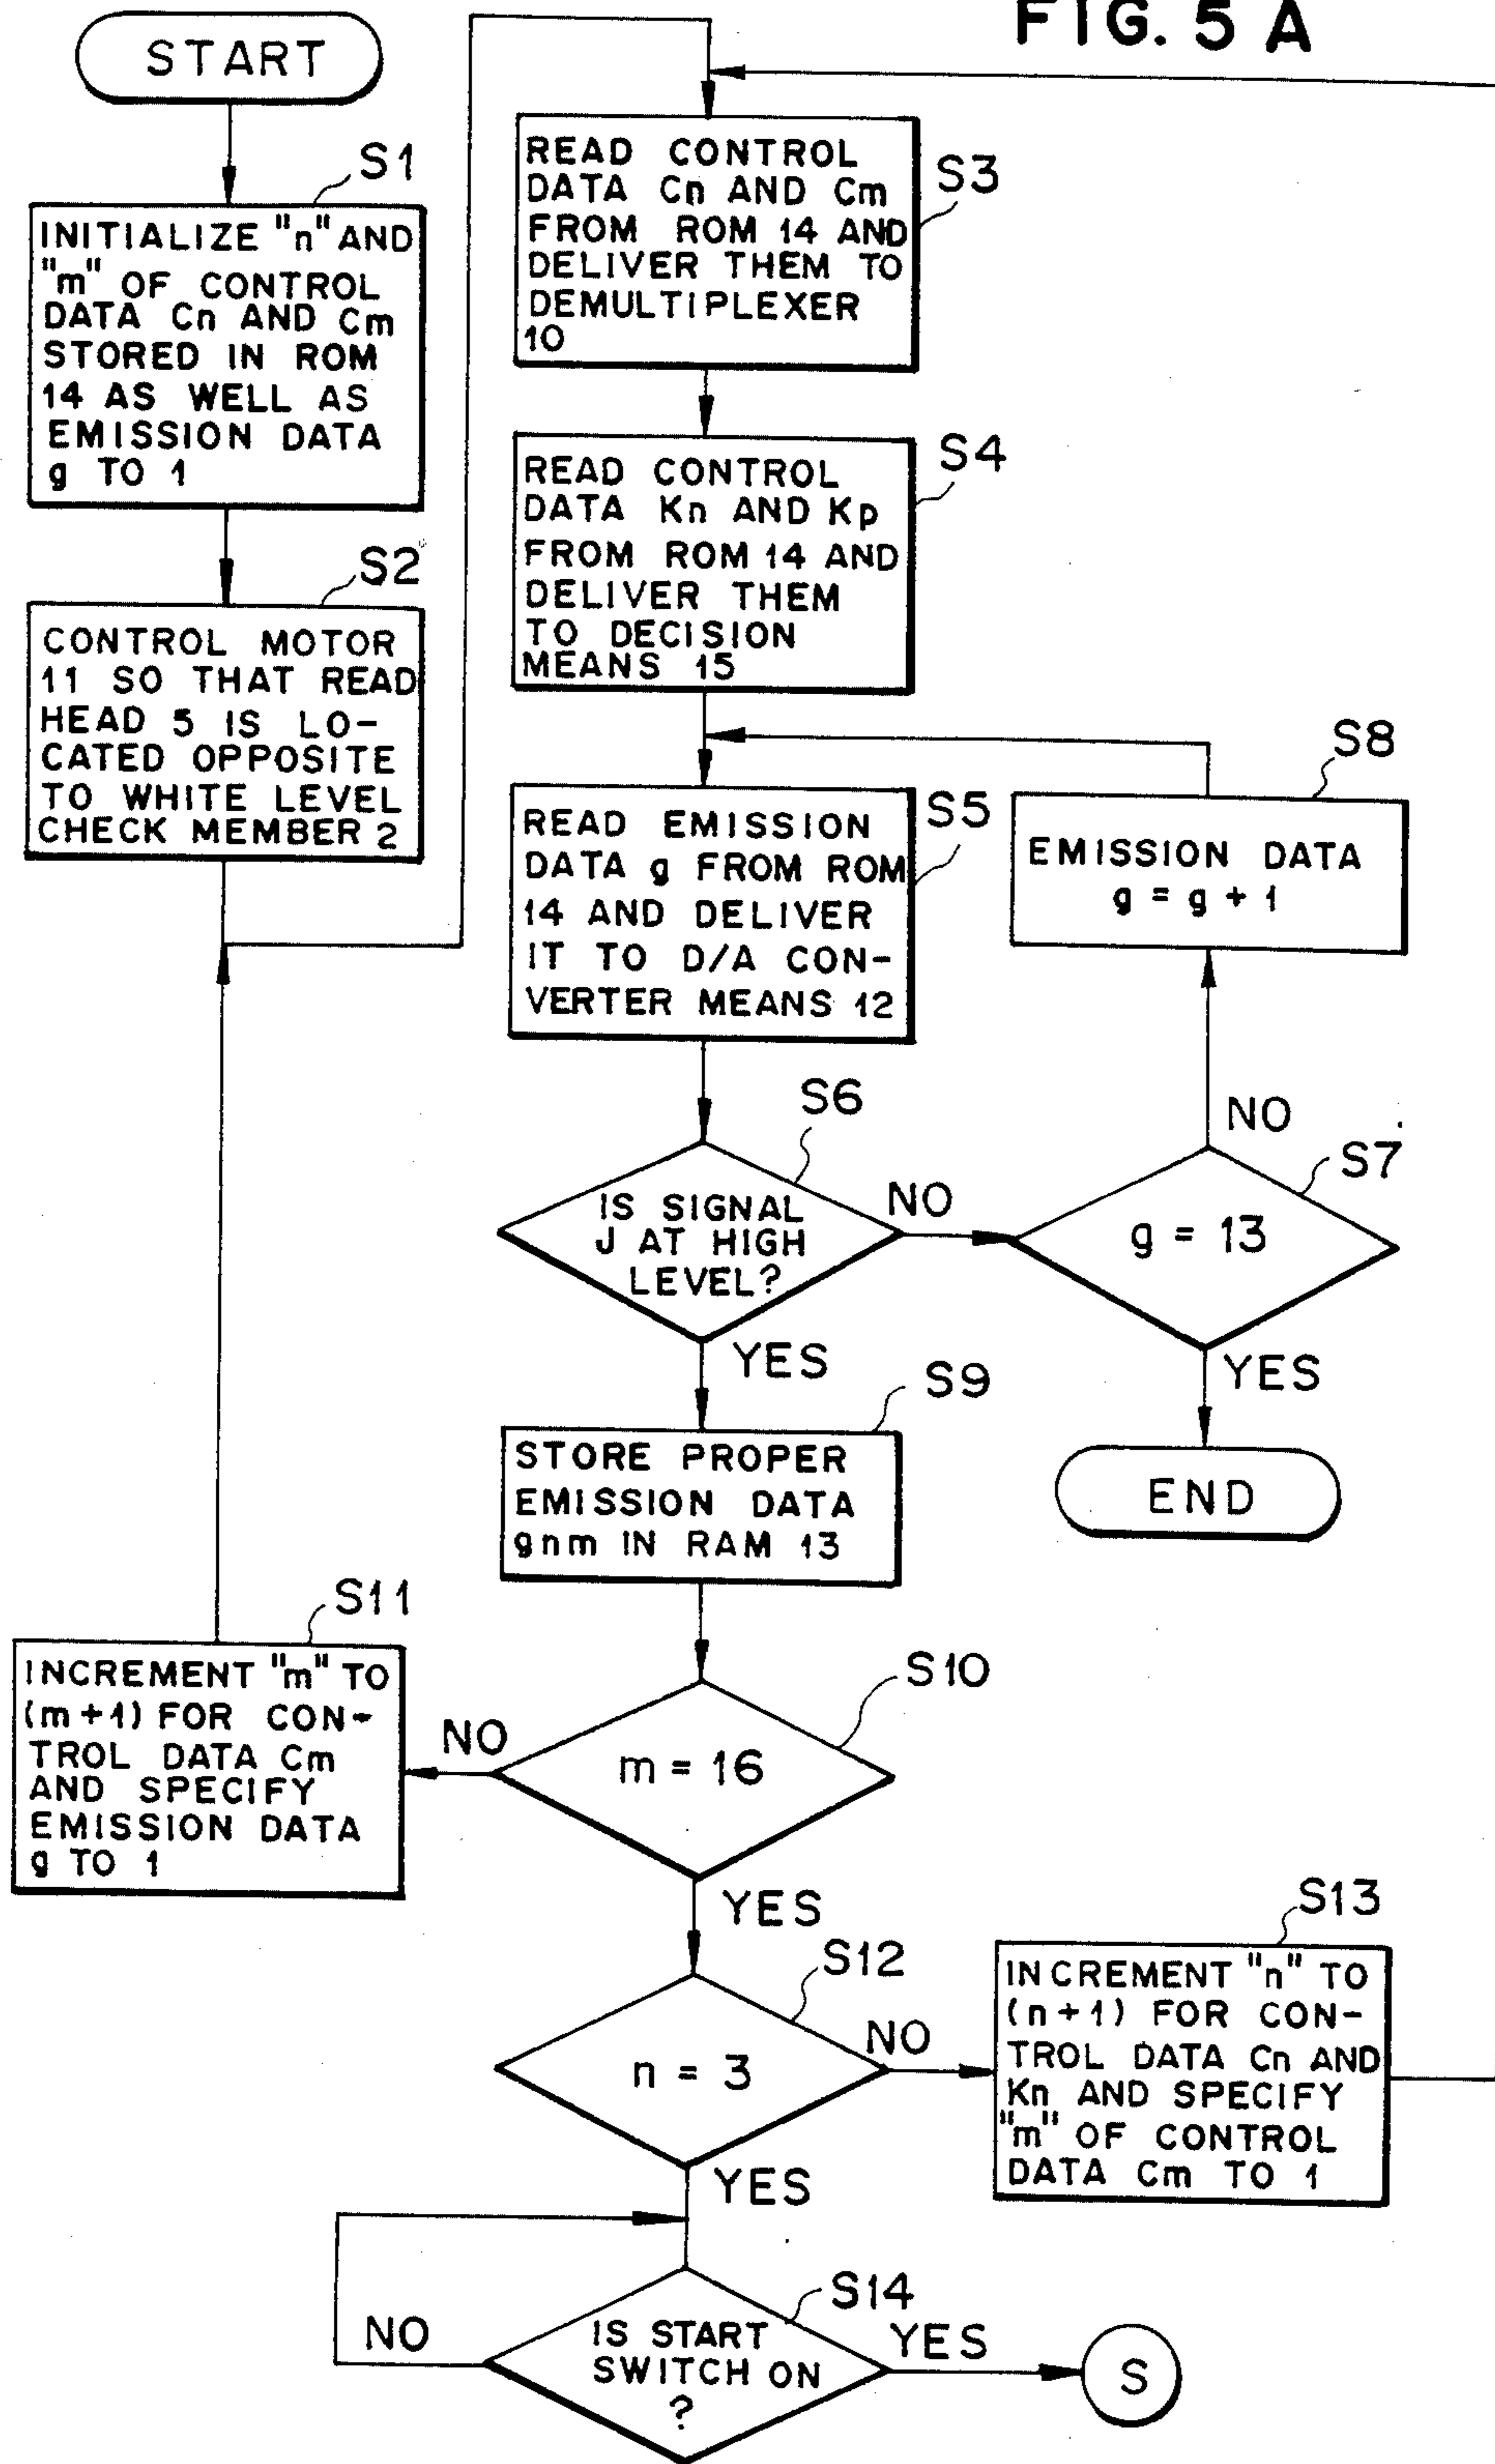 FIG. 5 A
START
S1
INITIALIZE "n" AND
"m" OF CONTROL
DATA Cn AND Cm
STORED IN ROM
14 AS WELL AS
EMISSION DATA
g TO 1
S2
CONTROL MOTOR
11 SO THAT READ
HEAD 5 IS LO-
CATED OPPOSITE
TO WHITE LEVEL
CHECK MEMBER 2
S3
READ CONTROL
DATA Cn AND Cm
FROM ROM 14 AND
DELIVER THEM TO
DEMULTIPLEXER
10
S4
READ CONTROL
DATA Kn AND Kp
FROM ROM 14 AND
DELIVER THEM
TO DECISION
MEANS 15
S5
READ EMISSION
DATA g FROM ROM
14 AND DELIVER
IT TO D/A CON-
VERTER MEANS 12
S8
EMISSION DATA
g = g + 1
S6
IS SIGNAL
J AT HIGH
LEVEL?
NO
YES
S7
g = 13
NO
YES
END
S9
STORE PROPER
EMISSION DATA
gnm IN RAM 13
S10
m = 16
NO
YES
S11
INCREMENT "m" TO
(m+1) FOR CON-
TROL DATA Cm
AND SPECIFY
EMISSION DATA
g TO 1
S12
n = 3
NO
YES
S13
INCREMENT "n" TO
(n+1) FOR CON-
TROL DATA Cn AND
Kn AND SPECIFY
"m" OF CONTROL
DATA Cm TO 1
S14
IS START
SWITCH ON
?
NO
YES
S